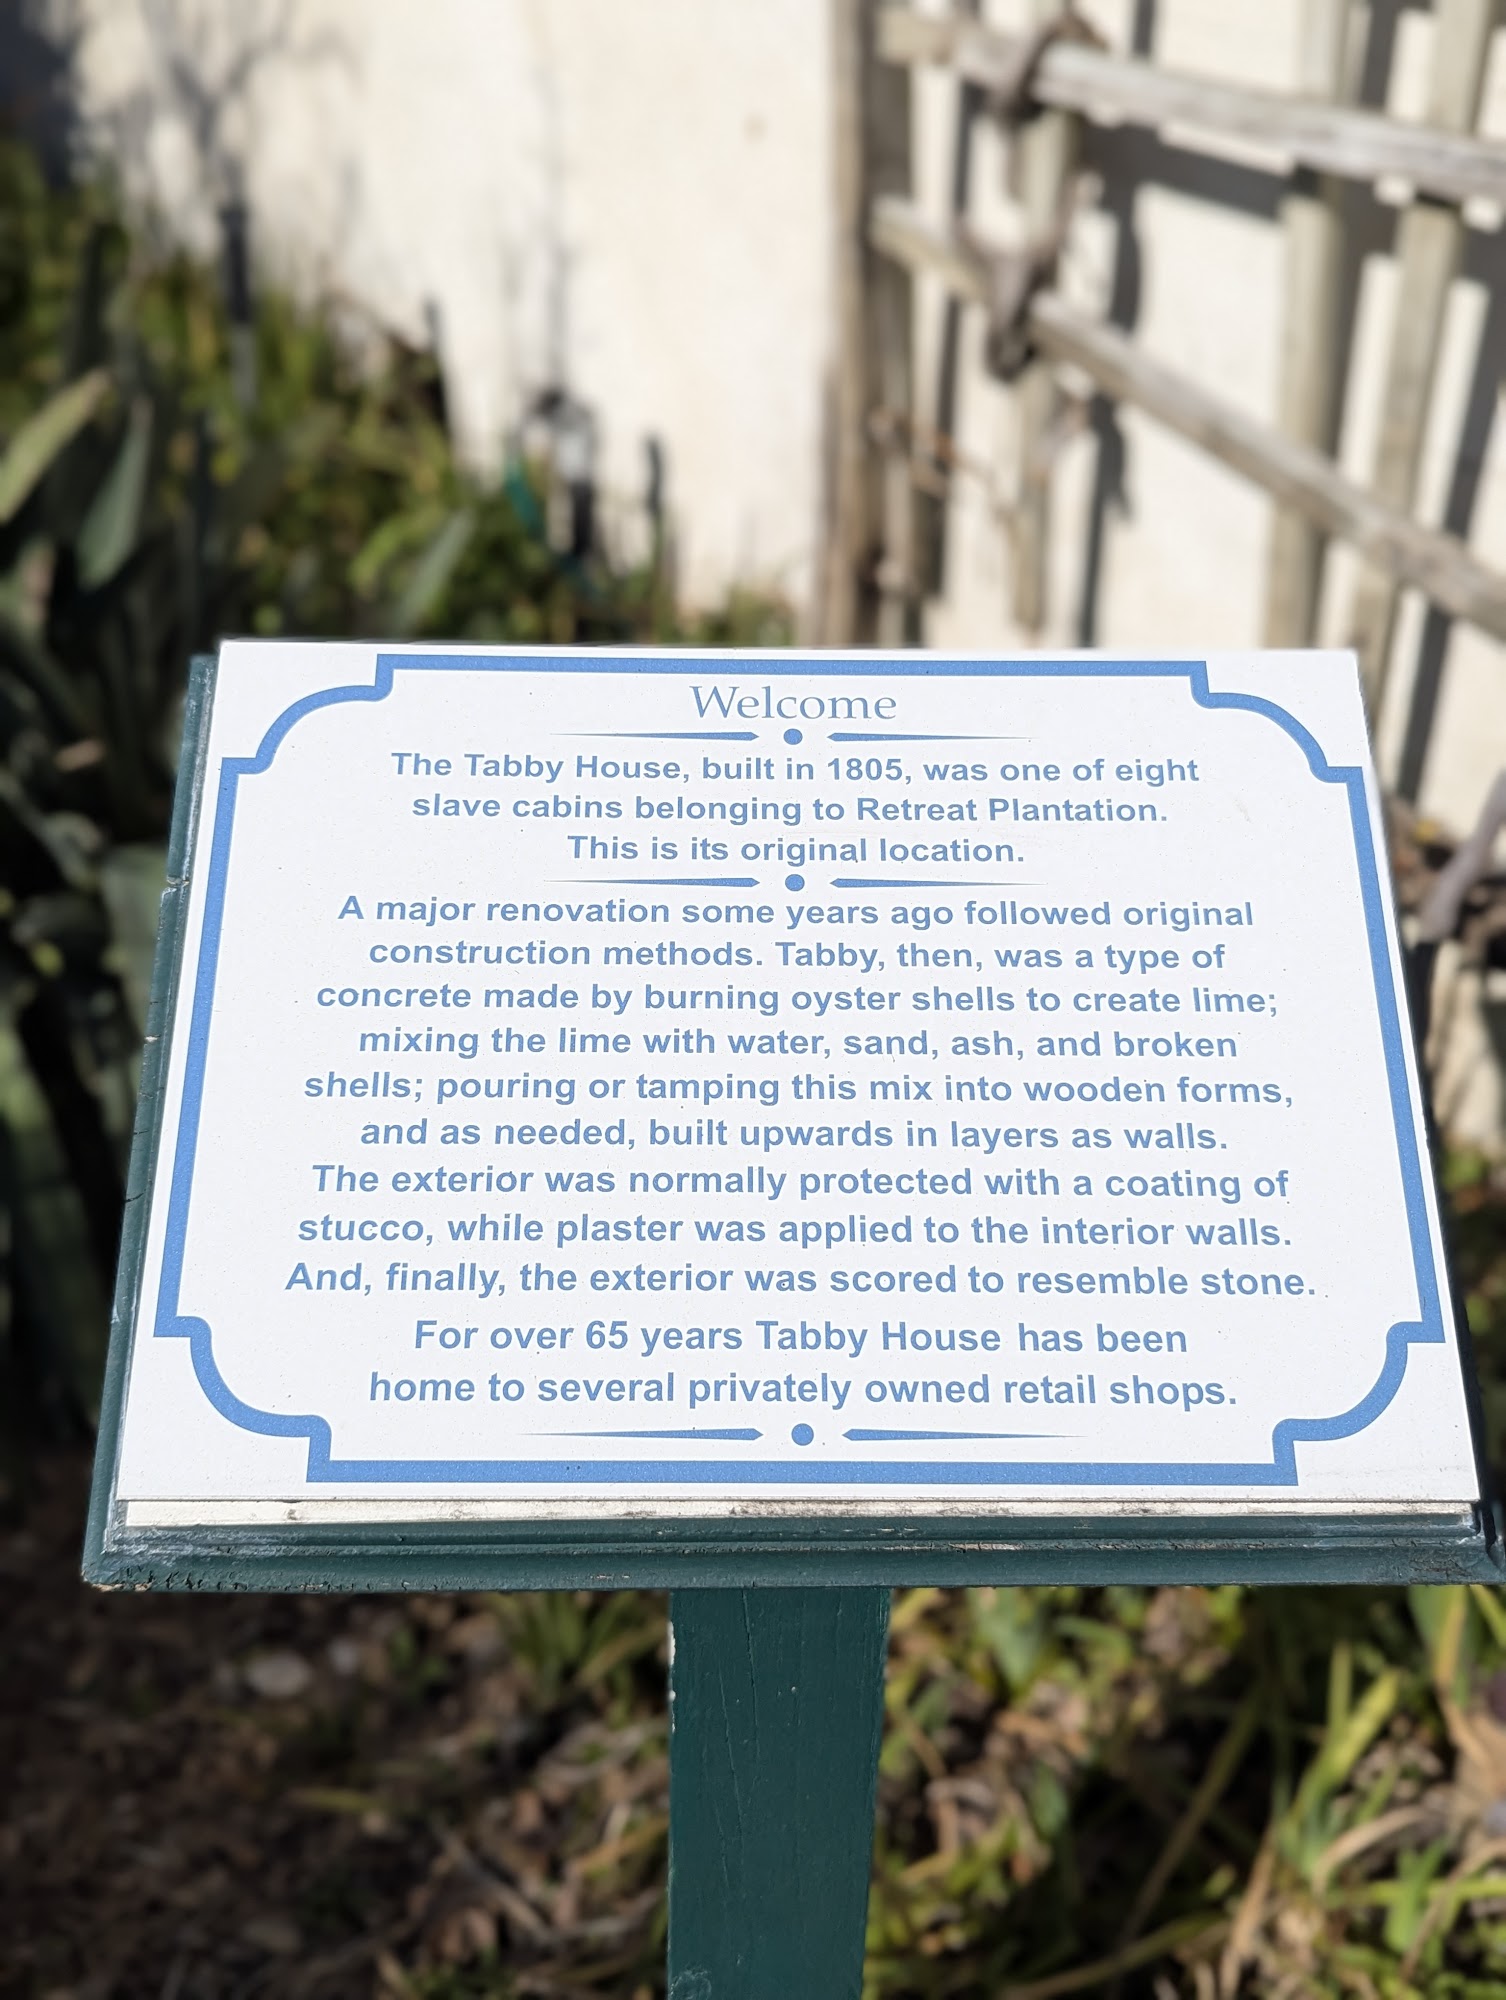 Welcome
The Tabby House, built in 1805, was one of eight
slave cabins belonging to Retreat Plantation.
This is its original location.
A major renovation some years ago followed original
construction methods. Tabby, then, was a type of
concrete made by burning oyster shells to create lime;
mixing the lime with water, sand, ash, and broken
shells; pouring or tamping this mix into wooden forms,
and as needed, built upwards in layers as walls.
The exterior was normally protected with a coating of
stucco, while plaster was applied to the interior walls.
And, finally, the exterior was scored to resemble stone.
For over 65 years Tabby House has been
home to several privately owned retail shops.